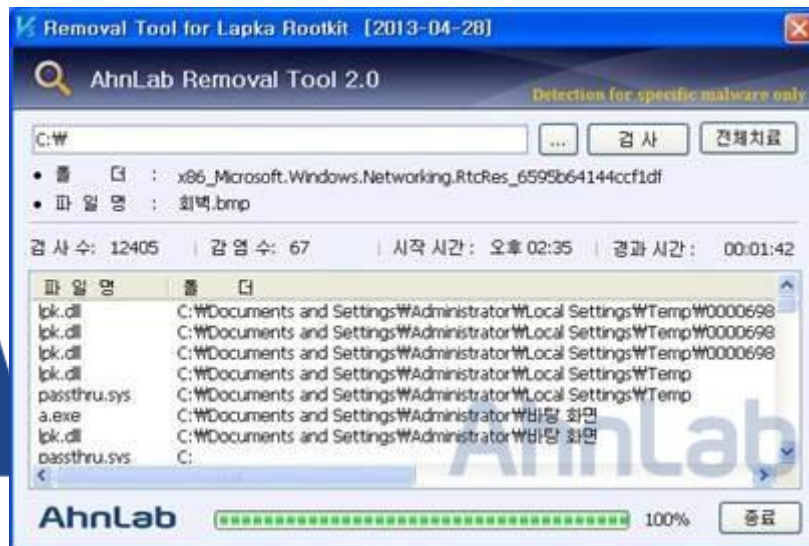 Removal Tool for Lapka Rootkit [2013-04-28]
AhnLab Removal Tool 2.0
Detection for specific malware only
C:₩ ... 검 사 전체치료
• 폴 더 : x86_Microsoft.Windows.Networking.RtcRes_6595b64144ccf1df
• 파 일 명 : 회벽.bmp
검 사 수: 12405 | 감 염 수: 67 | 시작 시간 : 오후 02:35 | 경과 시간 : 00:01:42
파 일 명 폴 더
lpk.dll C:₩Documents and Settings₩Administrator₩Local Settings₩Temp₩0000698
lpk.dll C:₩Documents and Settings₩Administrator₩Local Settings₩Temp₩0000698
lpk.dll C:₩Documents and Settings₩Administrator₩Local Settings₩Temp₩0000698
lpk.dll C:₩Documents and Settings₩Administrator₩Local Settings₩Temp
passthru.sys C:₩Documents and Settings₩Administrator₩Local Settings₩Temp
a.exe C:₩Documents and Settings₩Administrator₩바탕 화면
lpk.dll C:₩Documents and Settings₩Administrator₩바탕 화면
passthru.sys C:
AhnLab
AhnLab 100% 종료